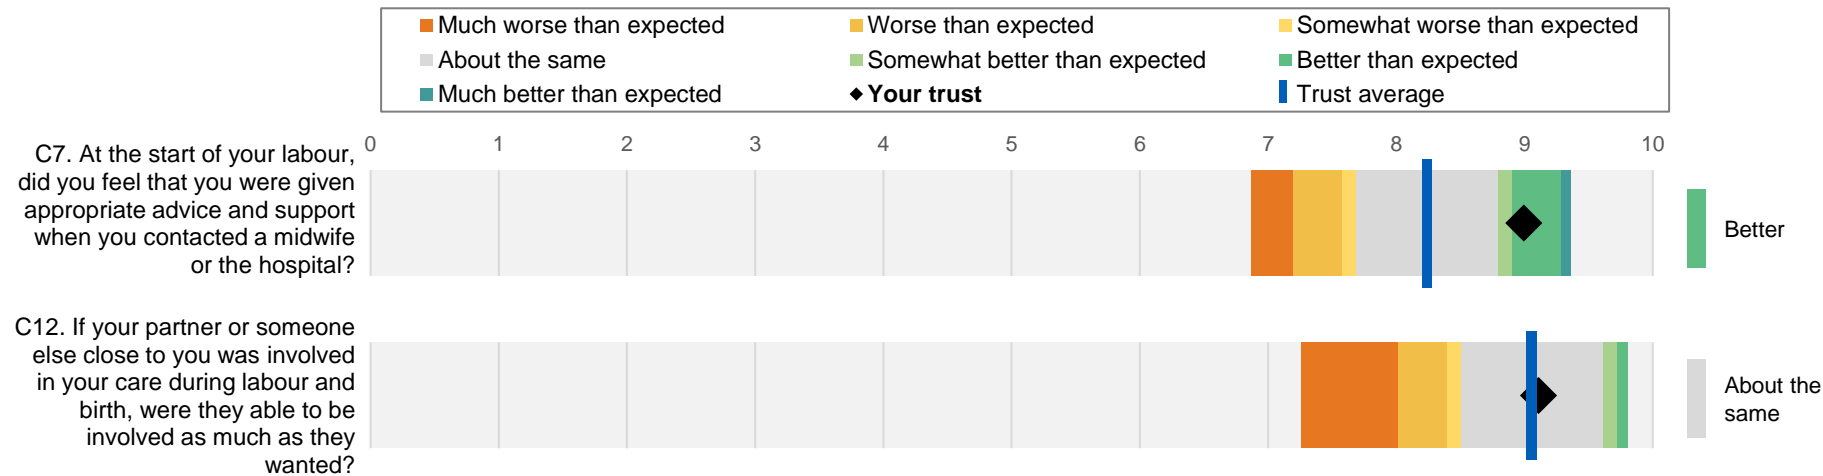 Much worse than expected
Worse than expected
Somewhat worse than expected
About the same
Somewhat better than expected
Better than expected
Much better than expected
Your trust
Trust average
0 1 2 3 4 5 6 7 8 9 10
C7. At the start of your labour,
did you feel that you were given
appropriate advice and support
when you contacted a midwife
or the hospital?
Better
C12. If your partner or someone
else close to you was involved
in your care during labour and
birth, were they able to be
involved as much as they
wanted?
About the
same